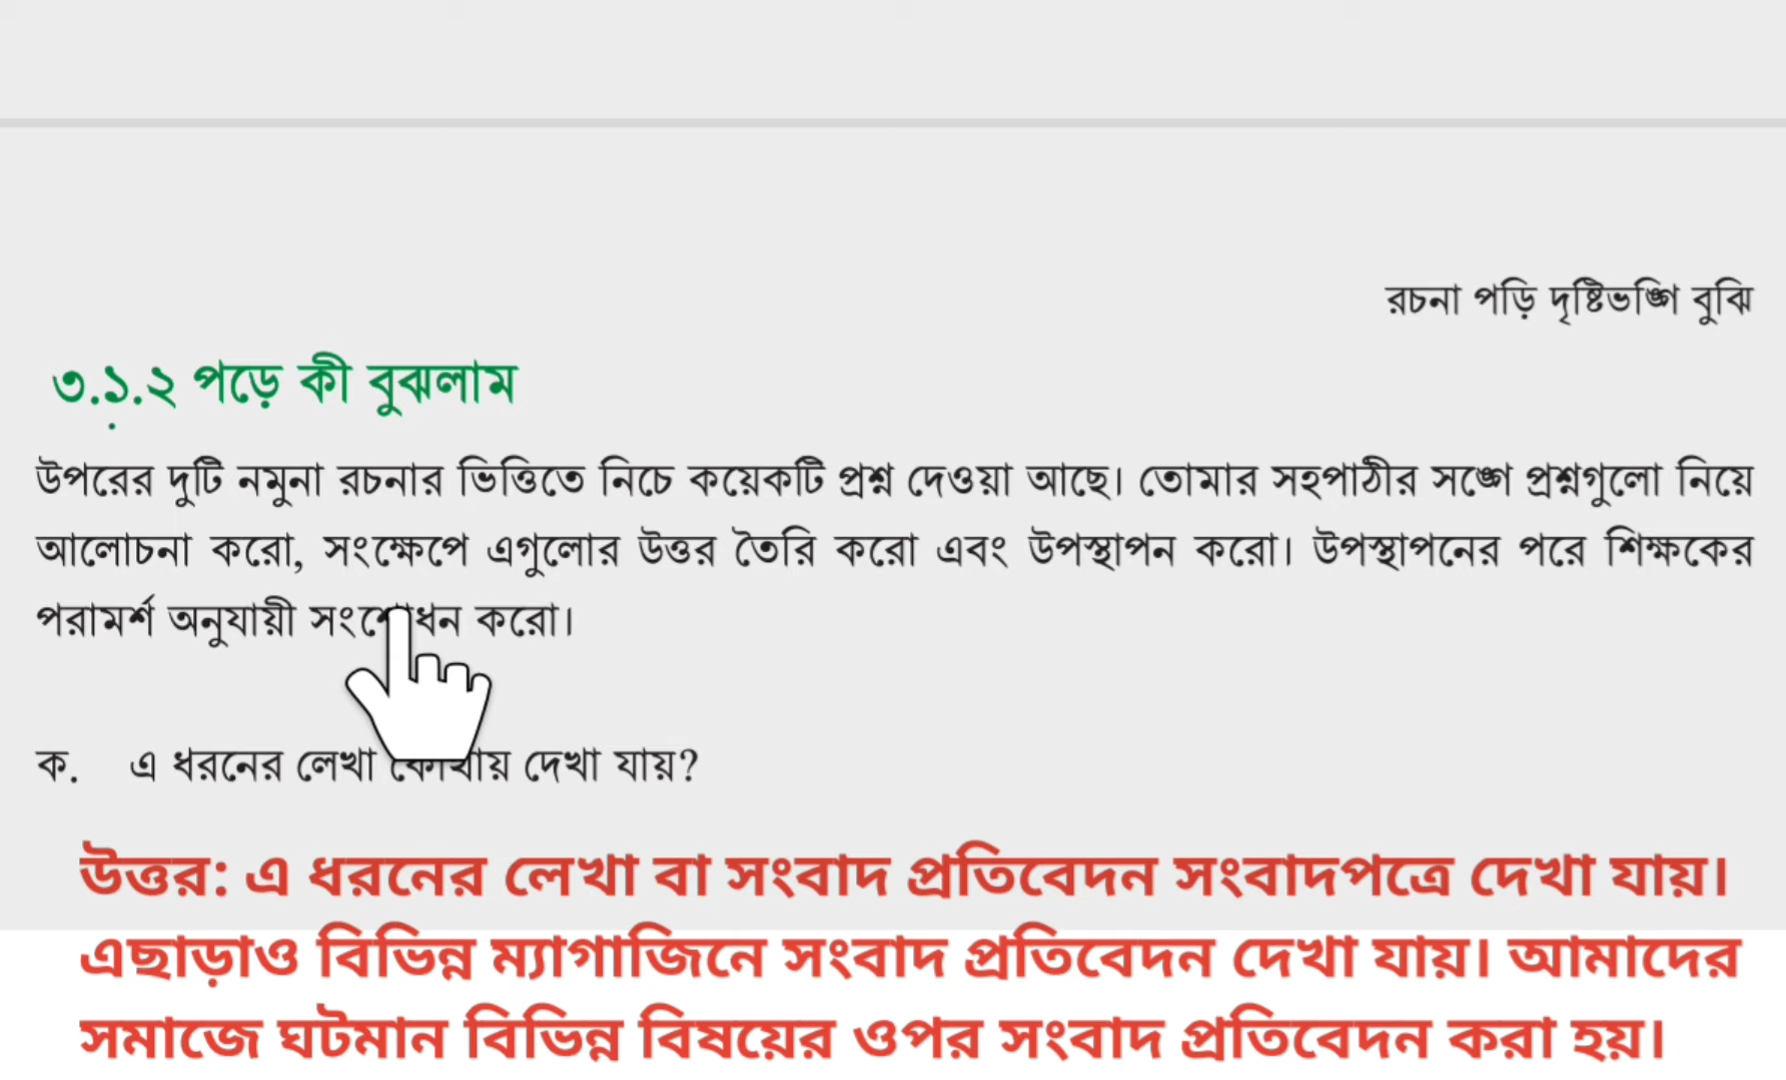 রচনা পড়ি দৃষ্টিভঙ্গি বুঝি
৩.১.২ পড়ে কী বুঝলাম
উপরের দুটি নমুনা রচনার ভিত্তিতে নিচে কয়েকটি প্রশ্ন দেওয়া আছে। তোমার সহপাঠীর সঙ্গে প্রশ্নগুলো নিয়ে
আলোচনা করো, সংক্ষেপে এগুলোর উত্তর তৈরি করো এবং উপস্থাপন করো। উপস্থাপনের পরে শিক্ষকের
পরামর্শ অনুযায়ী সংশোধন করো।
ক. এ ধরনের লেখা কোথায় দেখা যায়?
উত্তর: এ ধরনের লেখা বা সংবাদ প্রতিবেদন সংবাদপত্রে দেখা যায়।
এছাড়াও বিভিন্ন ম্যাগাজিনে সংবাদ প্রতিবেদন দেখা যায়। আমাদের
সমাজে ঘটমান বিভিন্ন বিষয়ের ওপর সংবাদ প্রতিবেদন করা হয়।